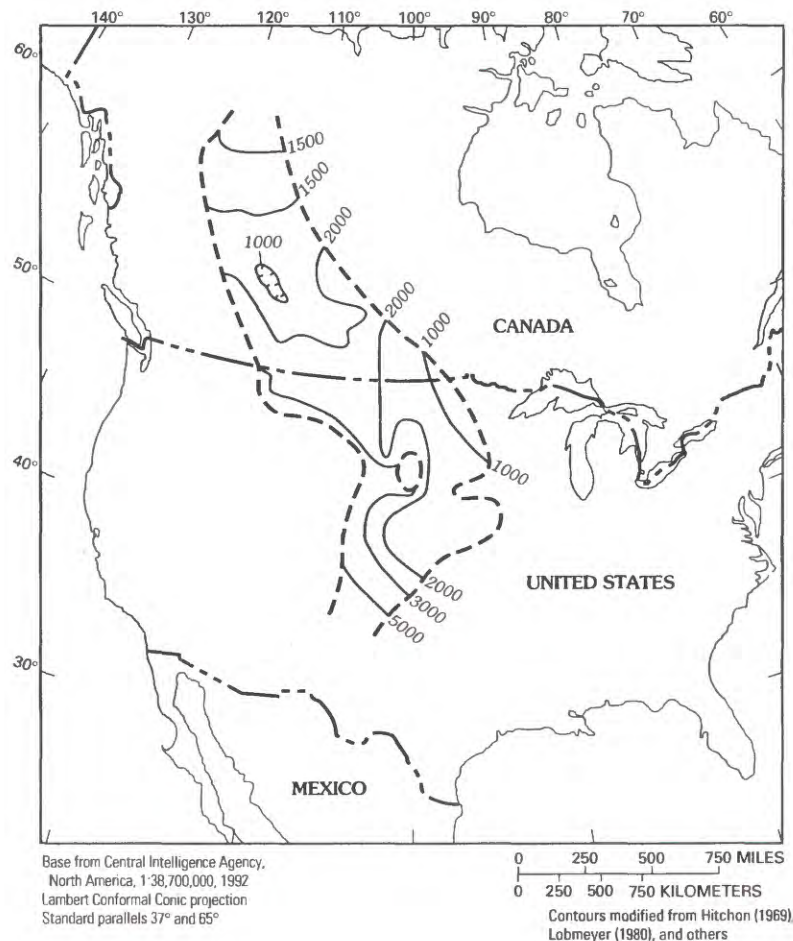 140° 120° 110° 100° 90° 80° 70° 60°
60°
50°
40°
30°
1500
1500
2000
1000
2000
1000
CANADA
1000
UNITED STATES
2000
3000
5000
MEXICO
Base from Central Intelligence Agency,
North America, 1:38,700,000, 1992
Lambert Conformal Conic projection
Standard parallels 37° and 65°
0 250 500 750 MILES
0 250 500 750 KILOMETERS
Contours modified from Hitchon (1969),
Lobmeyer (1980), and others